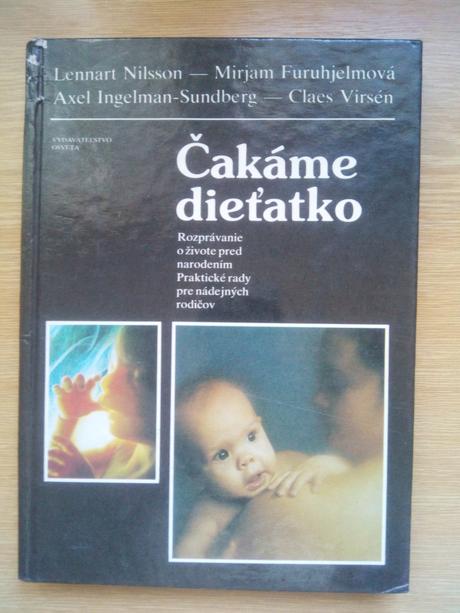 Lennart Nilsson — Mirjam Furuhjelmová
Axel Ingelman-Sundberg — Claes Virsén
VYDAVATEĽSTVO
OSVETA
Čakáme
dieťatko
Rozprávanie
o živote pred
narodením
Praktické rady
pre nádejných
rodičov